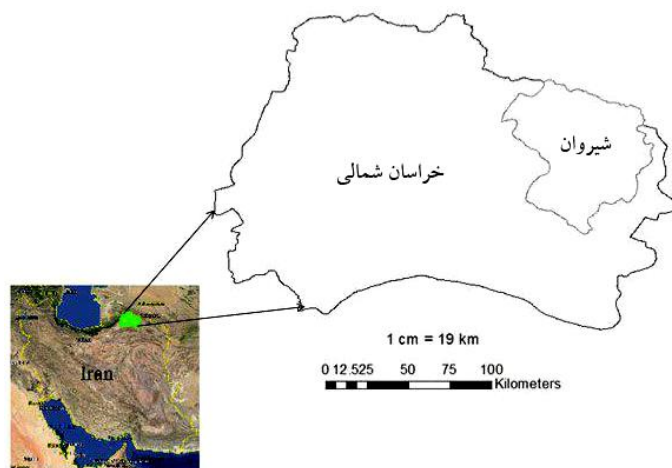 شیروان
خراسان شمالی
Iran
1 cm = 19 km
0 12.525 50 75 100
Kilometers